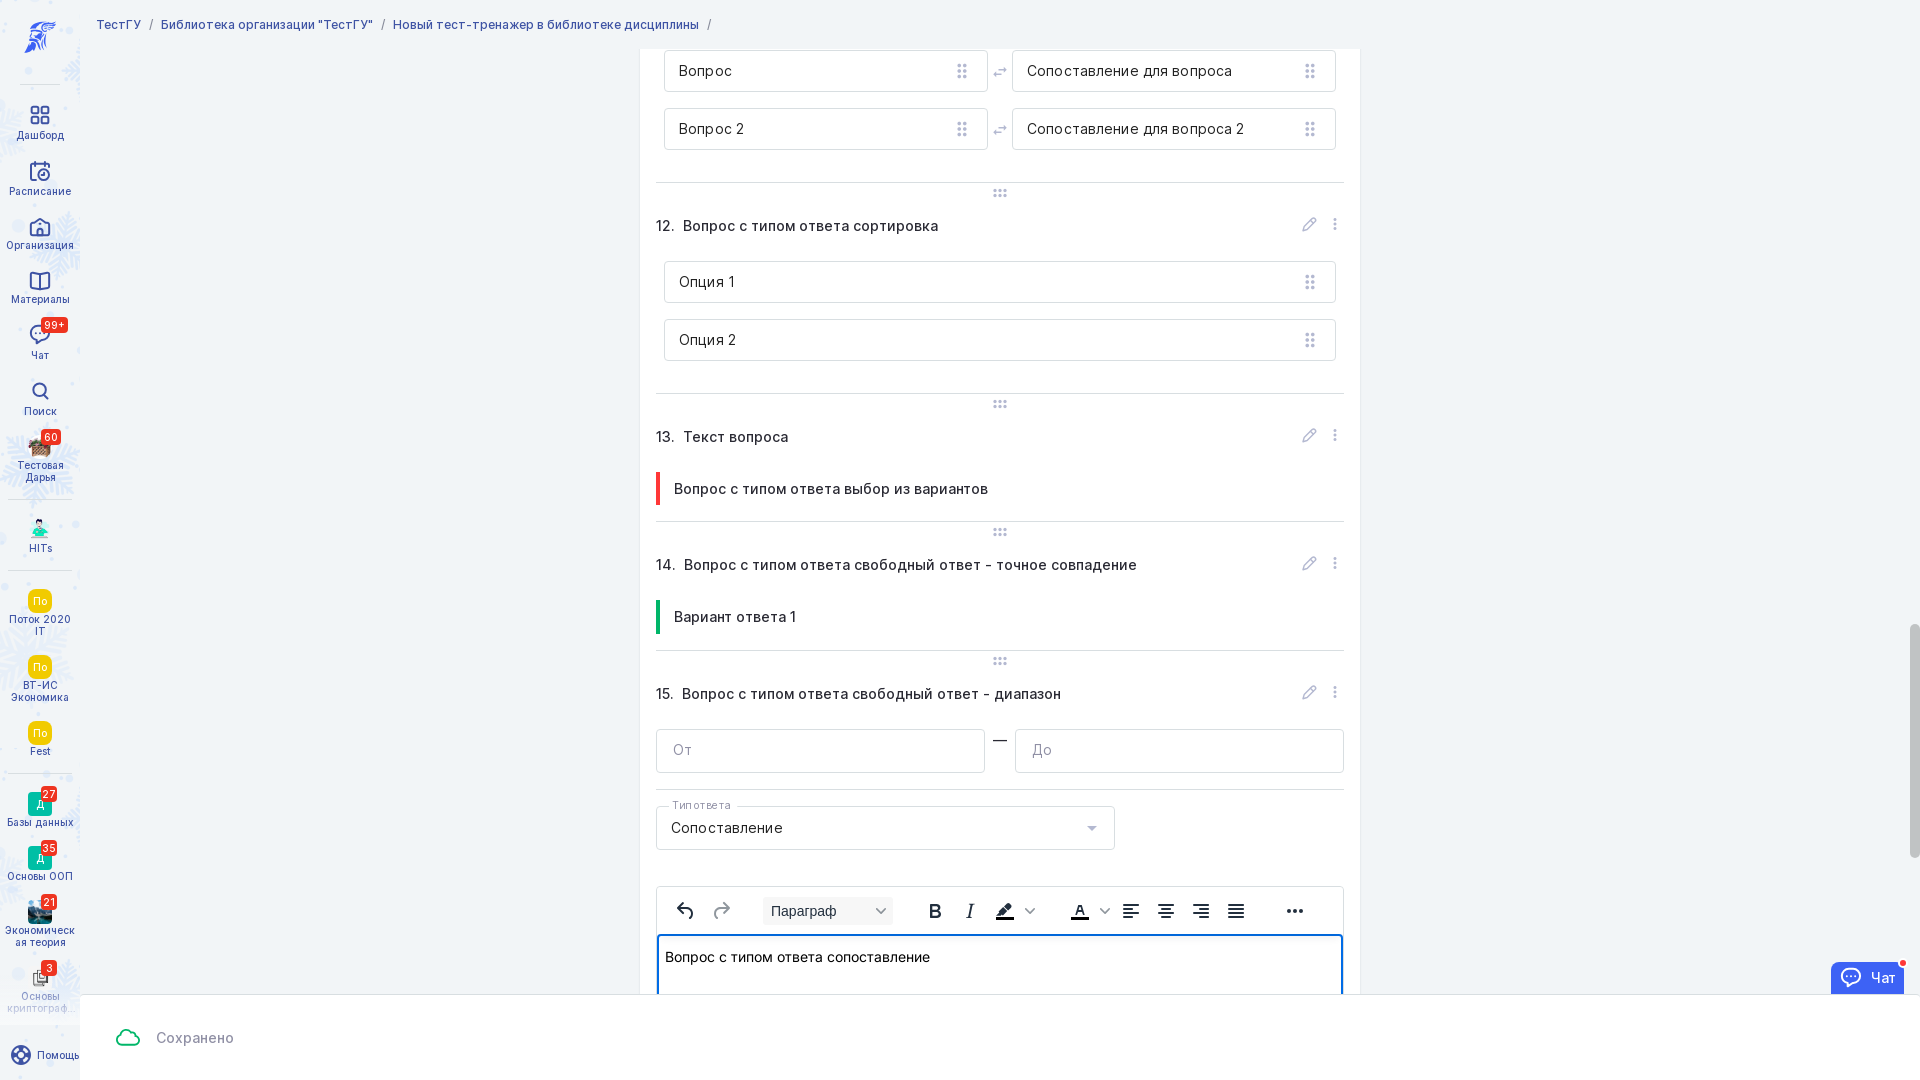 ТестГУ / Библиотека организации "ТестГУ" / Новый тест-тренажер в библиотеке дисциплины /
Дашборд
Расписание
Организация
Материалы
99+
Чат
Поиск
60
Тестовая
Дарья
HITs
По
Поток 2020
IT
По
ВТ-ИС
Экономика
По
Fest
27
Д
Базы данных
35
Д
Основы ООП
21
Экономическ
ая теория
3
Основы
криптограф...
Помощь
Вопрос
Сопоставление для вопроса
Вопрос 2
Сопоставление для вопроса 2
12. Вопрос с типом ответа сортировка
Опция 1
Опция 2
13. Текст вопроса
Вопрос с типом ответа выбор из вариантов
14. Вопрос с типом ответа свободный ответ - точное совпадение
Вариант ответа 1
15. Вопрос с типом ответа свободный ответ - диапазон
От — До
Тип ответа
Сопоставление
Параграф
B I A
Вопрос с типом ответа сопоставление
Чат
Сохранено